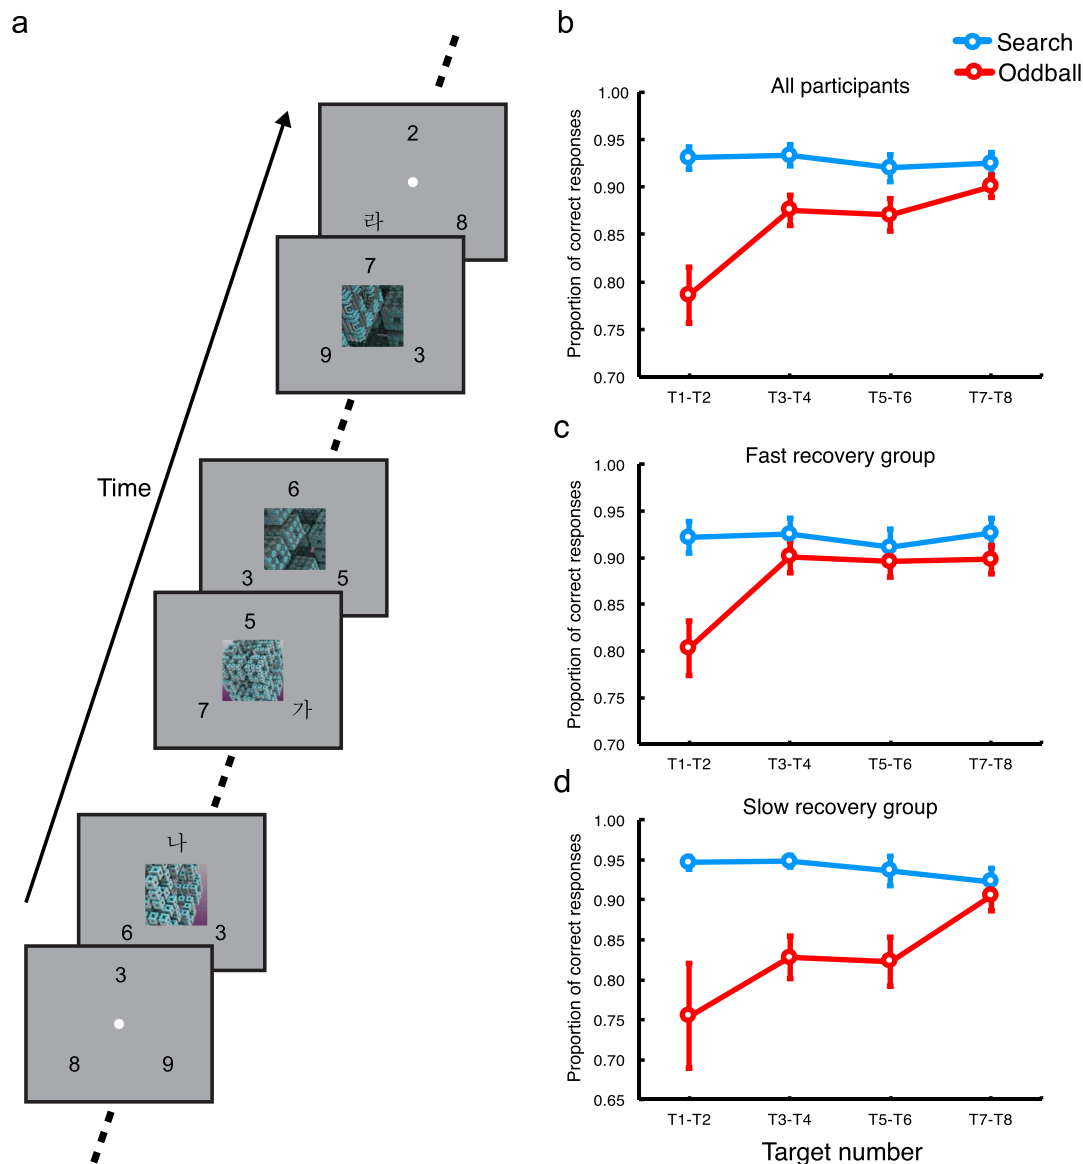 a
2
라 8
7
9 3
6
3 5
5
7 가
나
6 3
3
8 9
Time
b
Search
Oddball
All participants
Proportion of correct responses
1.00
0.95
0.90
0.85
0.80
0.75
0.70
T1-T2 T3-T4 T5-T6 T7-T8
c
Fast recovery group
Proportion of correct responses
1.00
0.95
0.90
0.85
0.80
0.75
0.70
T1-T2 T3-T4 T5-T6 T7-T8
d
Slow recovery group
Proportion of correct responses
1.00
0.95
0.90
0.85
0.80
0.75
0.70
0.65
T1-T2 T3-T4 T5-T6 T7-T8
Target number